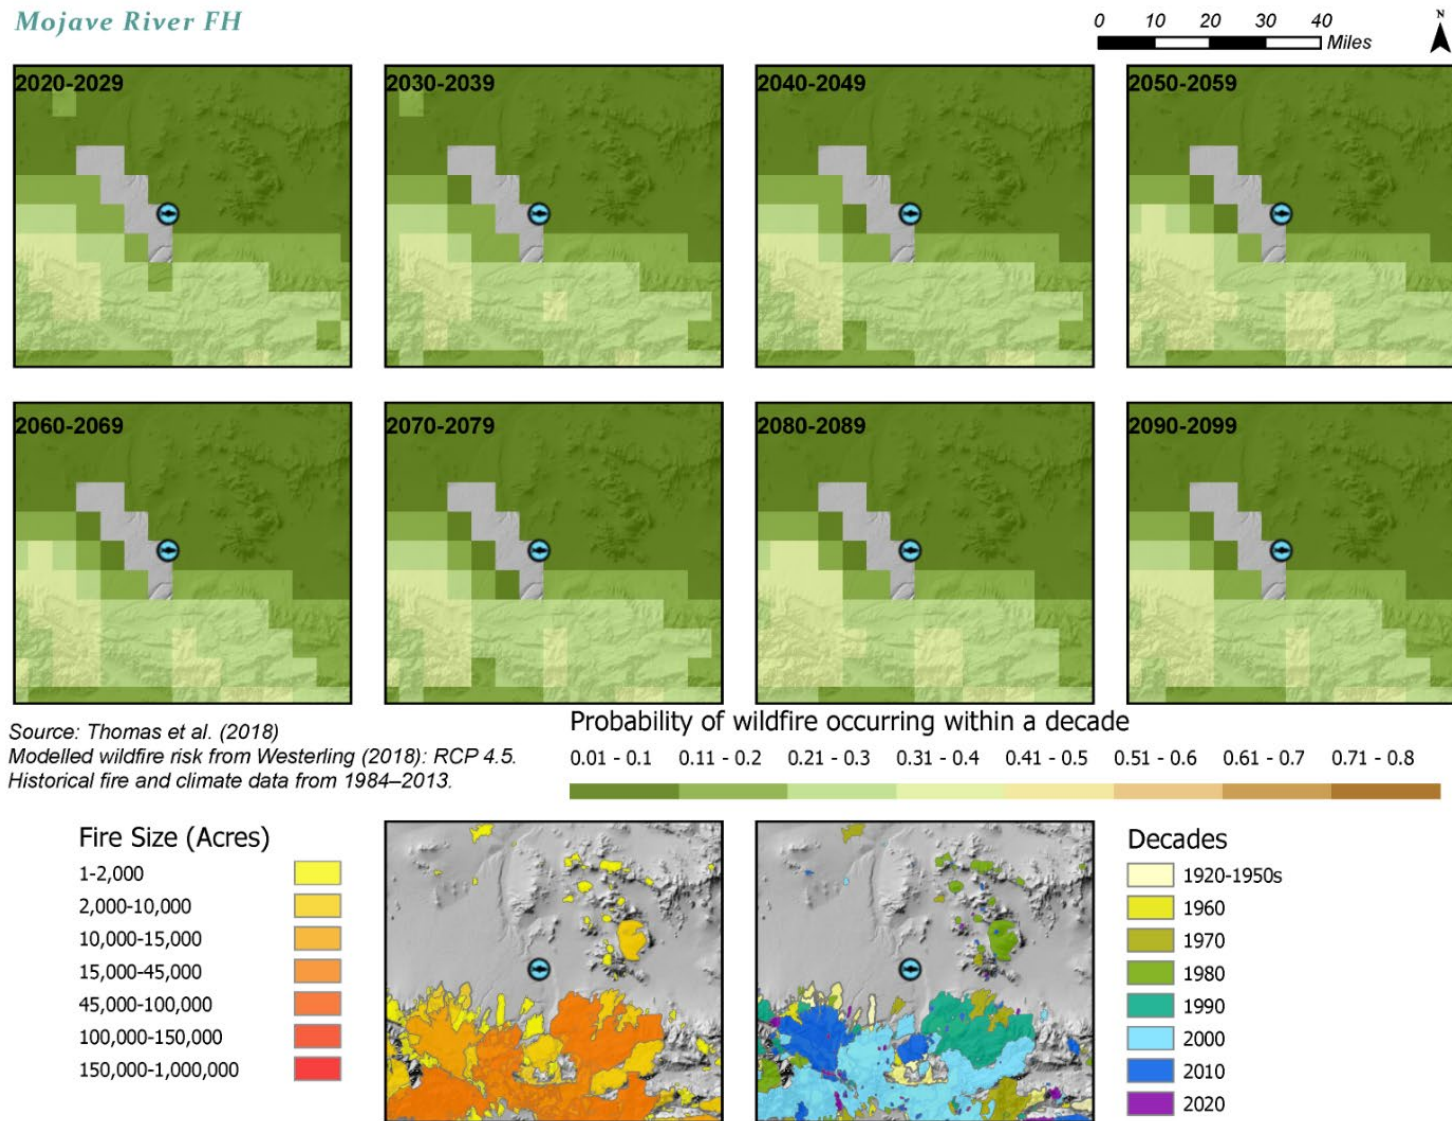 Mojave River FH
0 10 20 30 40
Miles
N
2020-2029
2030-2039
2040-2049
2050-2059
2060-2069
2070-2079
2080-2089
2090-2099
Source: Thomas et al. (2018)
Modelled wildfire risk from Westerling (2018): RCP 4.5.
Historical fire and climate data from 1984–2013.
Probability of wildfire occurring within a decade
0.01 - 0.1 0.11 - 0.2 0.21 - 0.3 0.31 - 0.4 0.41 - 0.5 0.51 - 0.6 0.61 - 0.7 0.71 - 0.8
Fire Size (Acres)
1-2,000
2,000-10,000
10,000-15,000
15,000-45,000
45,000-100,000
100,000-150,000
150,000-1,000,000
Decades
1920-1950s
1960
1970
1980
1990
2000
2010
2020